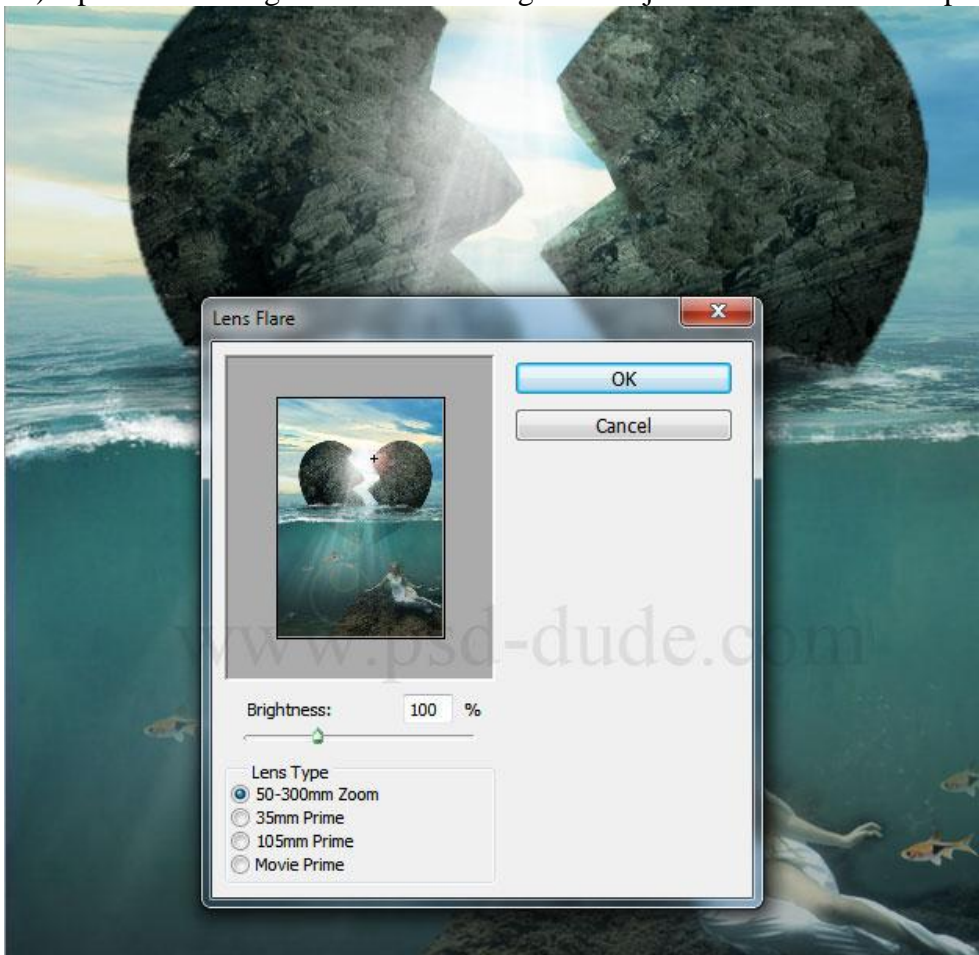 Lens Flare
OK
Cancel
www.psd-dude.com
Brightness: 100 %
Lens Type
50-300mm Zoom
35mm Prime
105mm Prime
Movie Prime